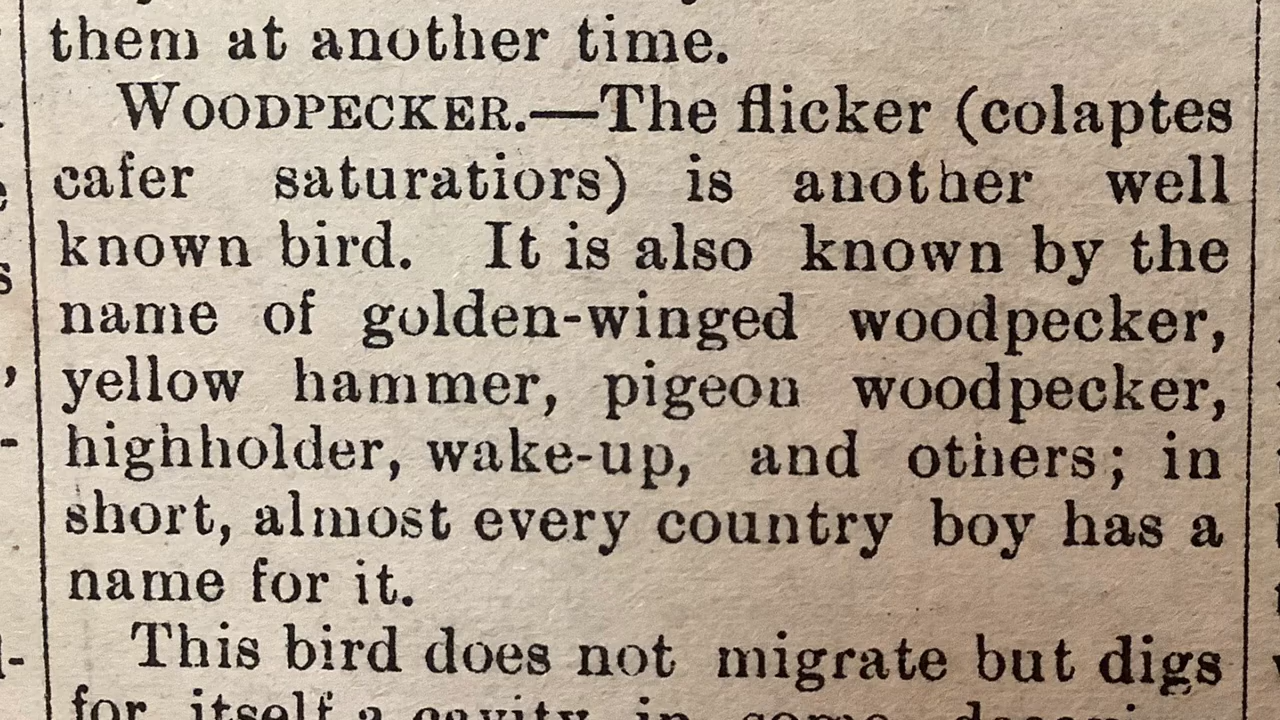 them at another time.
WOODPECKER.—The flicker (colaptes
cafer saturatiors) is another well
known bird. It is also known by the
name of golden-winged woodpecker,
yellow hammer, pigeon woodpecker,
highholder, wake-up, and others; in
short, almost every country boy has a
name for it.
This bird does not migrate but digs
for itself a cavity in some